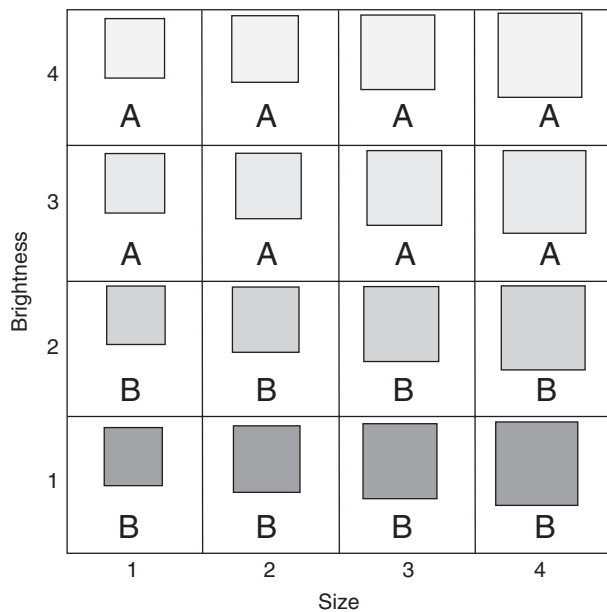 4
A A A A
3
A A A A
Brightness
2
B B B B
1
B B B B
1 2 3 4
Size